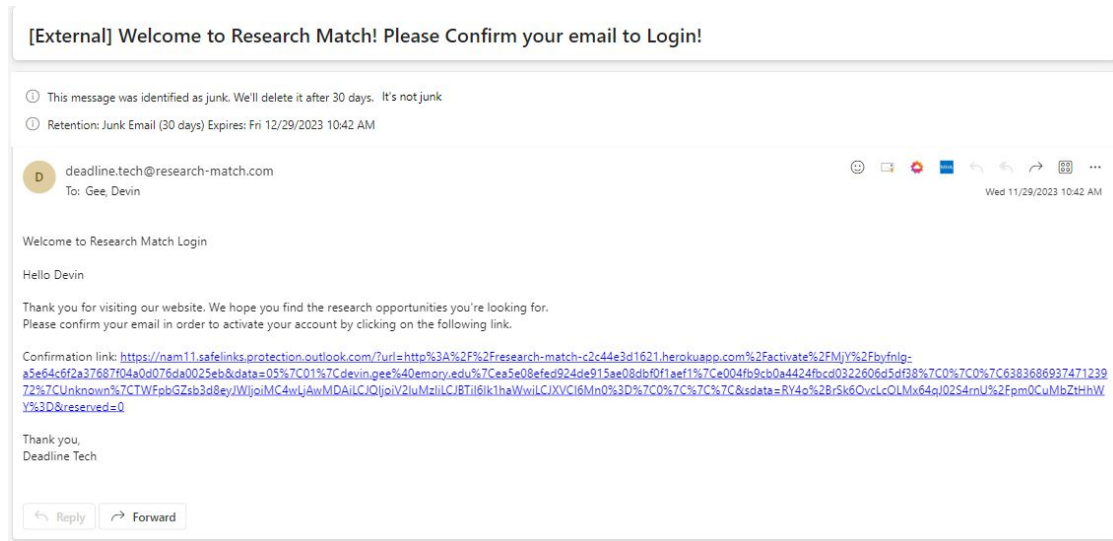 [External] Welcome to Research Match! Please Confirm your email to Login!
This message was identified as junk. We'll delete it after 30 days. It's not junk
Retention: Junk Email (30 days) Expires: Fri 12/29/2023 10:42 AM
D
deadline.tech@research-match.com
To: Gee, Devin
Wed 11/29/2023 10:42 AM
Welcome to Research Match Login
Hello Devin
Thank you for visiting our website. We hope you find the research opportunities you're looking for.
Please confirm your email in order to activate your account by clicking on the following link.
Confirmation link: https://nam11.safelinks.protection.outlook.com/?url=http%3A%2F%2Fresearch-match-c2c44e3d1621.herokuapp.com%2Factivate%2FMjY%2Fbyfnlg-
a5e64c6f2a37687f04a0d076da0025eb&data=05%7C01%7Cdevin.gee%40emory.edu%7Cea5e08efed924de915ae08dbf0f1aef1%7Ce004fb9cb0a4424fbcd0322606d5df38%7C0%7C0%7C6383686937471239
72%7CUnknown%7CTWFpbGZsb3d8eyJWIjoiMC4wLjAwMDAiLCJQIjoiV2luMzIiLCJBTiI6Ik1haWwiLCJXVCI6Mn0%3D%7C0%7C%7C%7C&sdata=RY4o%2BrSk6OvcLcOLMx64qJ02S4rnU%2Fpm0CuMbZtHhW
Y%3D&reserved=0
Thank you,
Deadline Tech
Reply
Forward